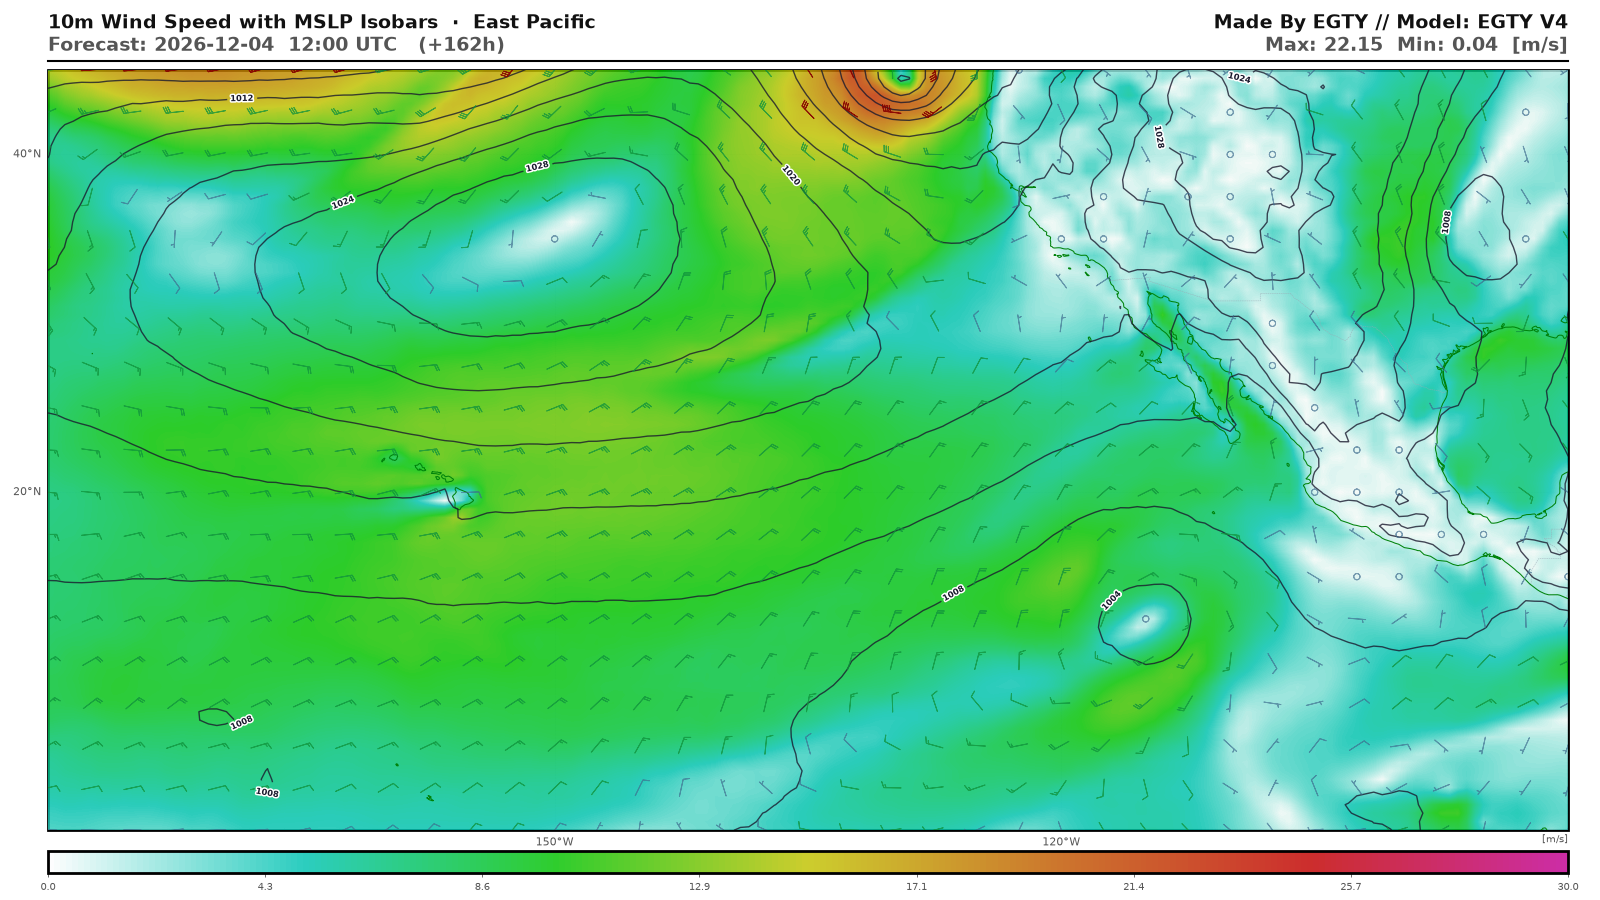 10m Wind Speed with MSLP Isobars · East Pacific
Made By EGTY // Model: EGTY V4
Forecast: 2026-12-04 12:00 UTC (+162h)
Max: 22.15 Min: 0.04 [m/s]
1024
1012
1028
40°N
1028
1020
1024
1008
20°N
1008
1004
1008
1008
150°W
120°W
[m/s]
0.0
4.3
8.6
12.9
17.1
21.4
25.7
30.0